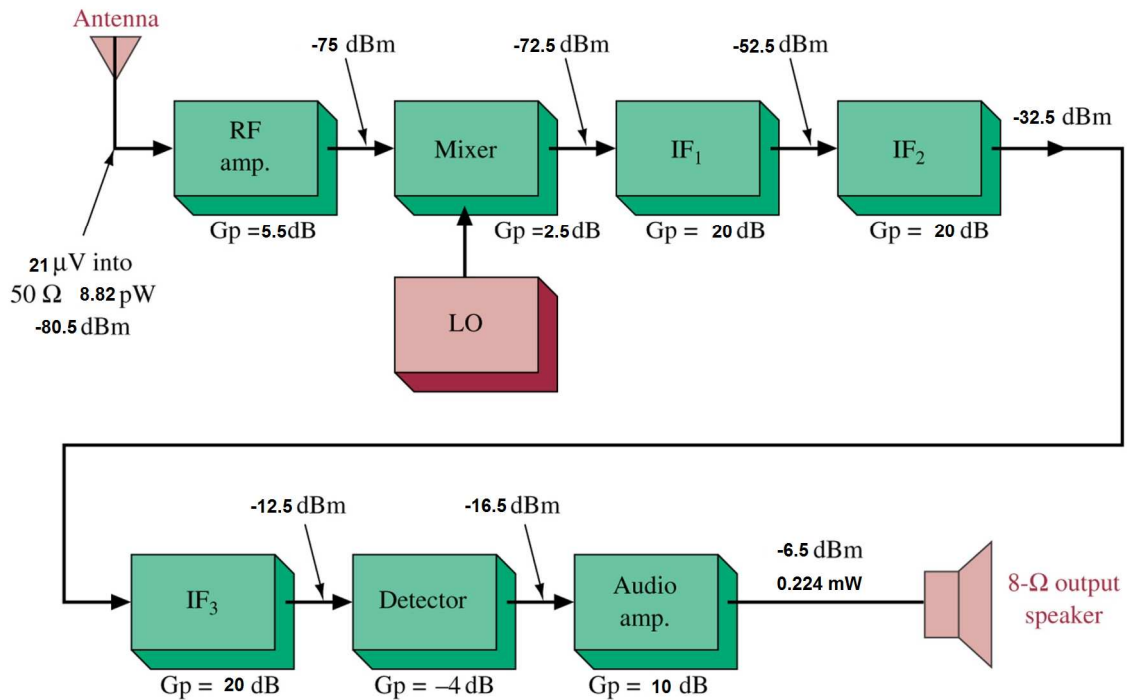 Antenna
-75 dBm
-72.5 dBm
-52.5 dBm
-32.5 dBm
RF
amp.
Mixer
IF₁
IF₂
Gp =5.5dB
Gp =2.5 dB
Gp = 20 dB
Gp = 20 dB
21 μV into
50 Ω 8.82 pW
-80.5 dBm
LO
-12.5 dBm
-16.5 dBm
-6.5 dBm
0.224 mW
IF₃
Detector
Audio
amp.
8-Ω output
speaker
Gp = 20 dB
Gp = –4 dB
Gp = 10 dB